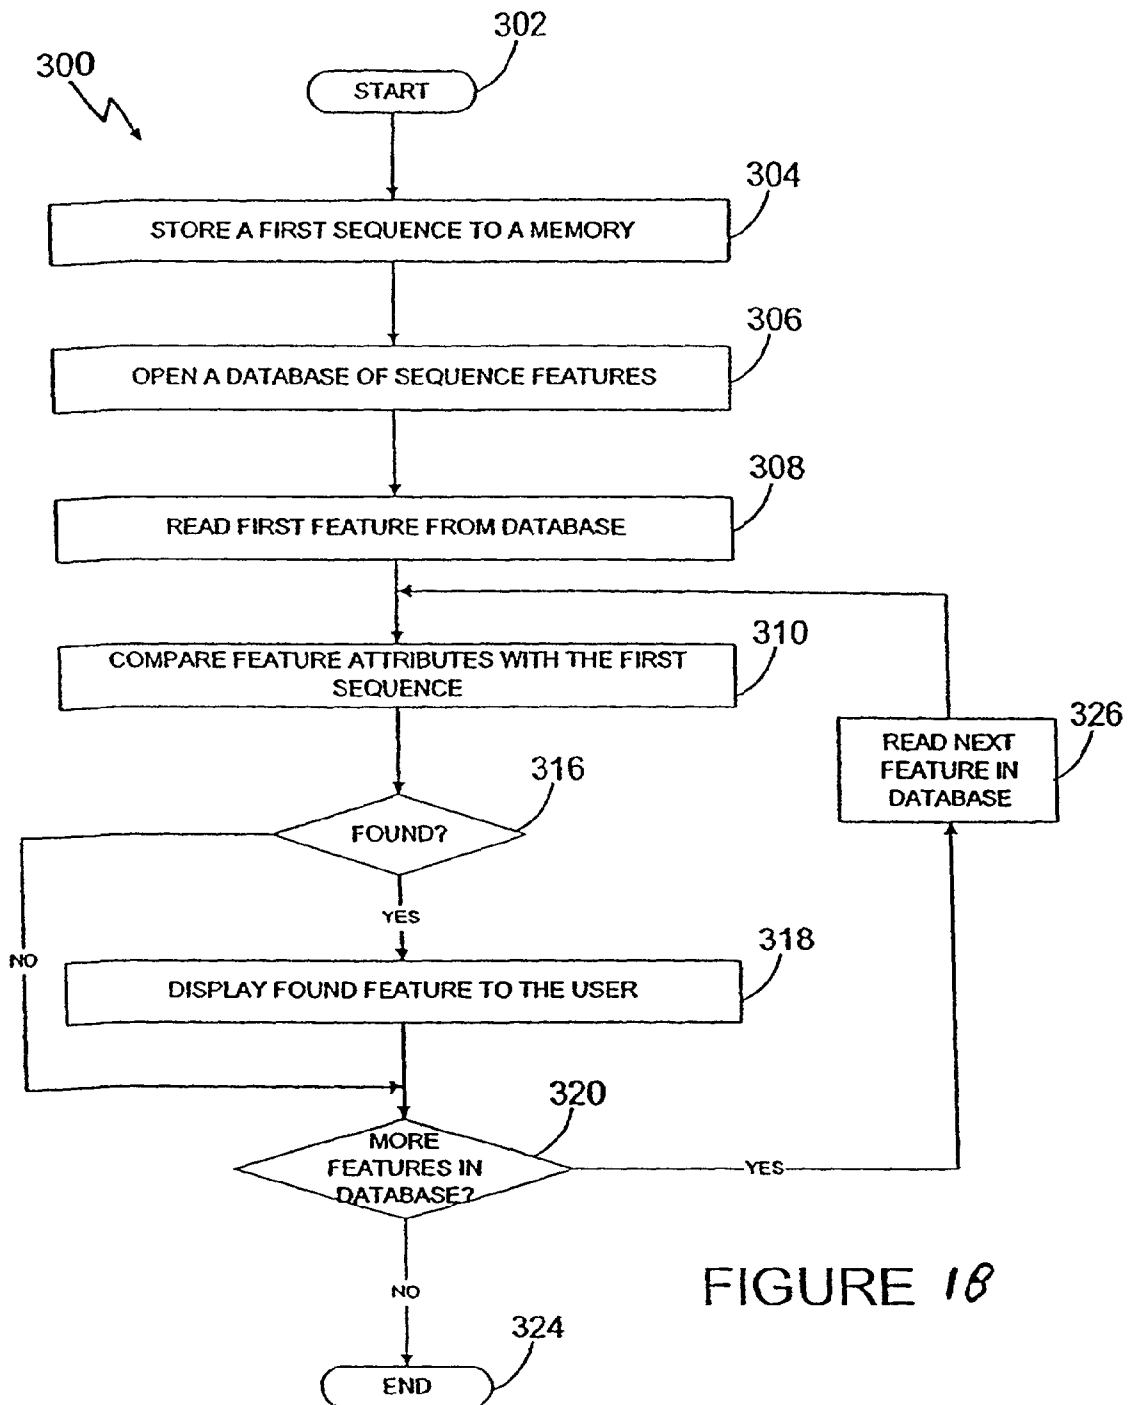 302
300
START
304
STORE A FIRST SEQUENCE TO A MEMORY
306
OPEN A DATABASE OF SEQUENCE FEATURES
308
READ FIRST FEATURE FROM DATABASE
310
COMPARE FEATURE ATTRIBUTES WITH THE FIRST
SEQUENCE
326
READ NEXT
FEATURE IN
DATABASE
316
FOUND?
YES
NO
318
DISPLAY FOUND FEATURE TO THE USER
320
MORE
FEATURES IN
DATABASE?
YES
NO
FIGURE 18
324
END